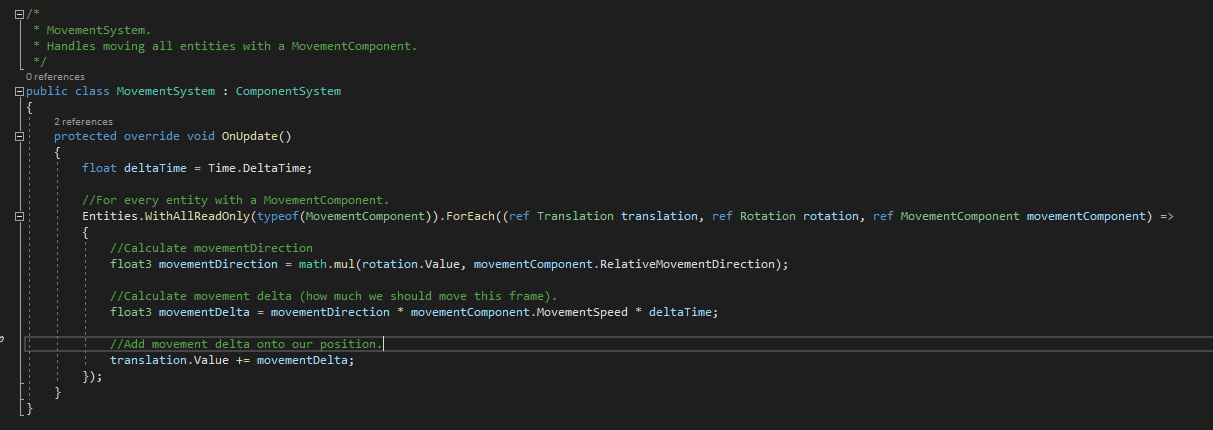 /*
* MovementSystem.
* Handles moving all entities with a MovementComponent.
*/
0 references
public class MovementSystem : ComponentSystem
{
2 references
protected override void OnUpdate()
{
float deltaTime = Time.DeltaTime;
//For every entity with a MovementComponent.
Entities.WithAllReadOnly(typeof(MovementComponent)).ForEach((ref Translation translation, ref Rotation rotation, ref MovementComponent movementComponent) =>
{
//Calculate movementDirection
float3 movementDirection = math.mul(rotation.Value, movementComponent.RelativeMovementDirection);
//Calculate movement delta (how much we should move this frame).
float3 movementDelta = movementDirection * movementComponent.MovementSpeed * deltaTime;
//Add movement delta onto our position.
translation.Value += movementDelta;
});
}
}